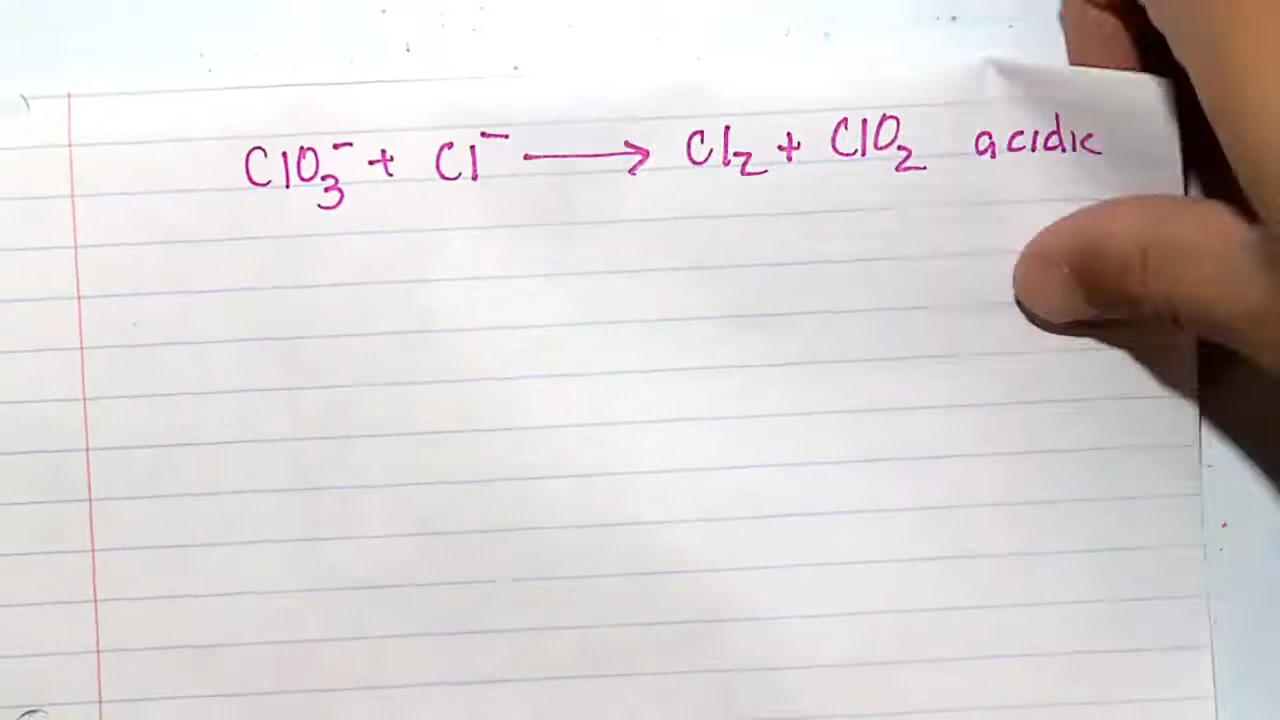 ClO₃⁻ + Cl⁻ ⟶ Cl₂ + ClO₂ acidic